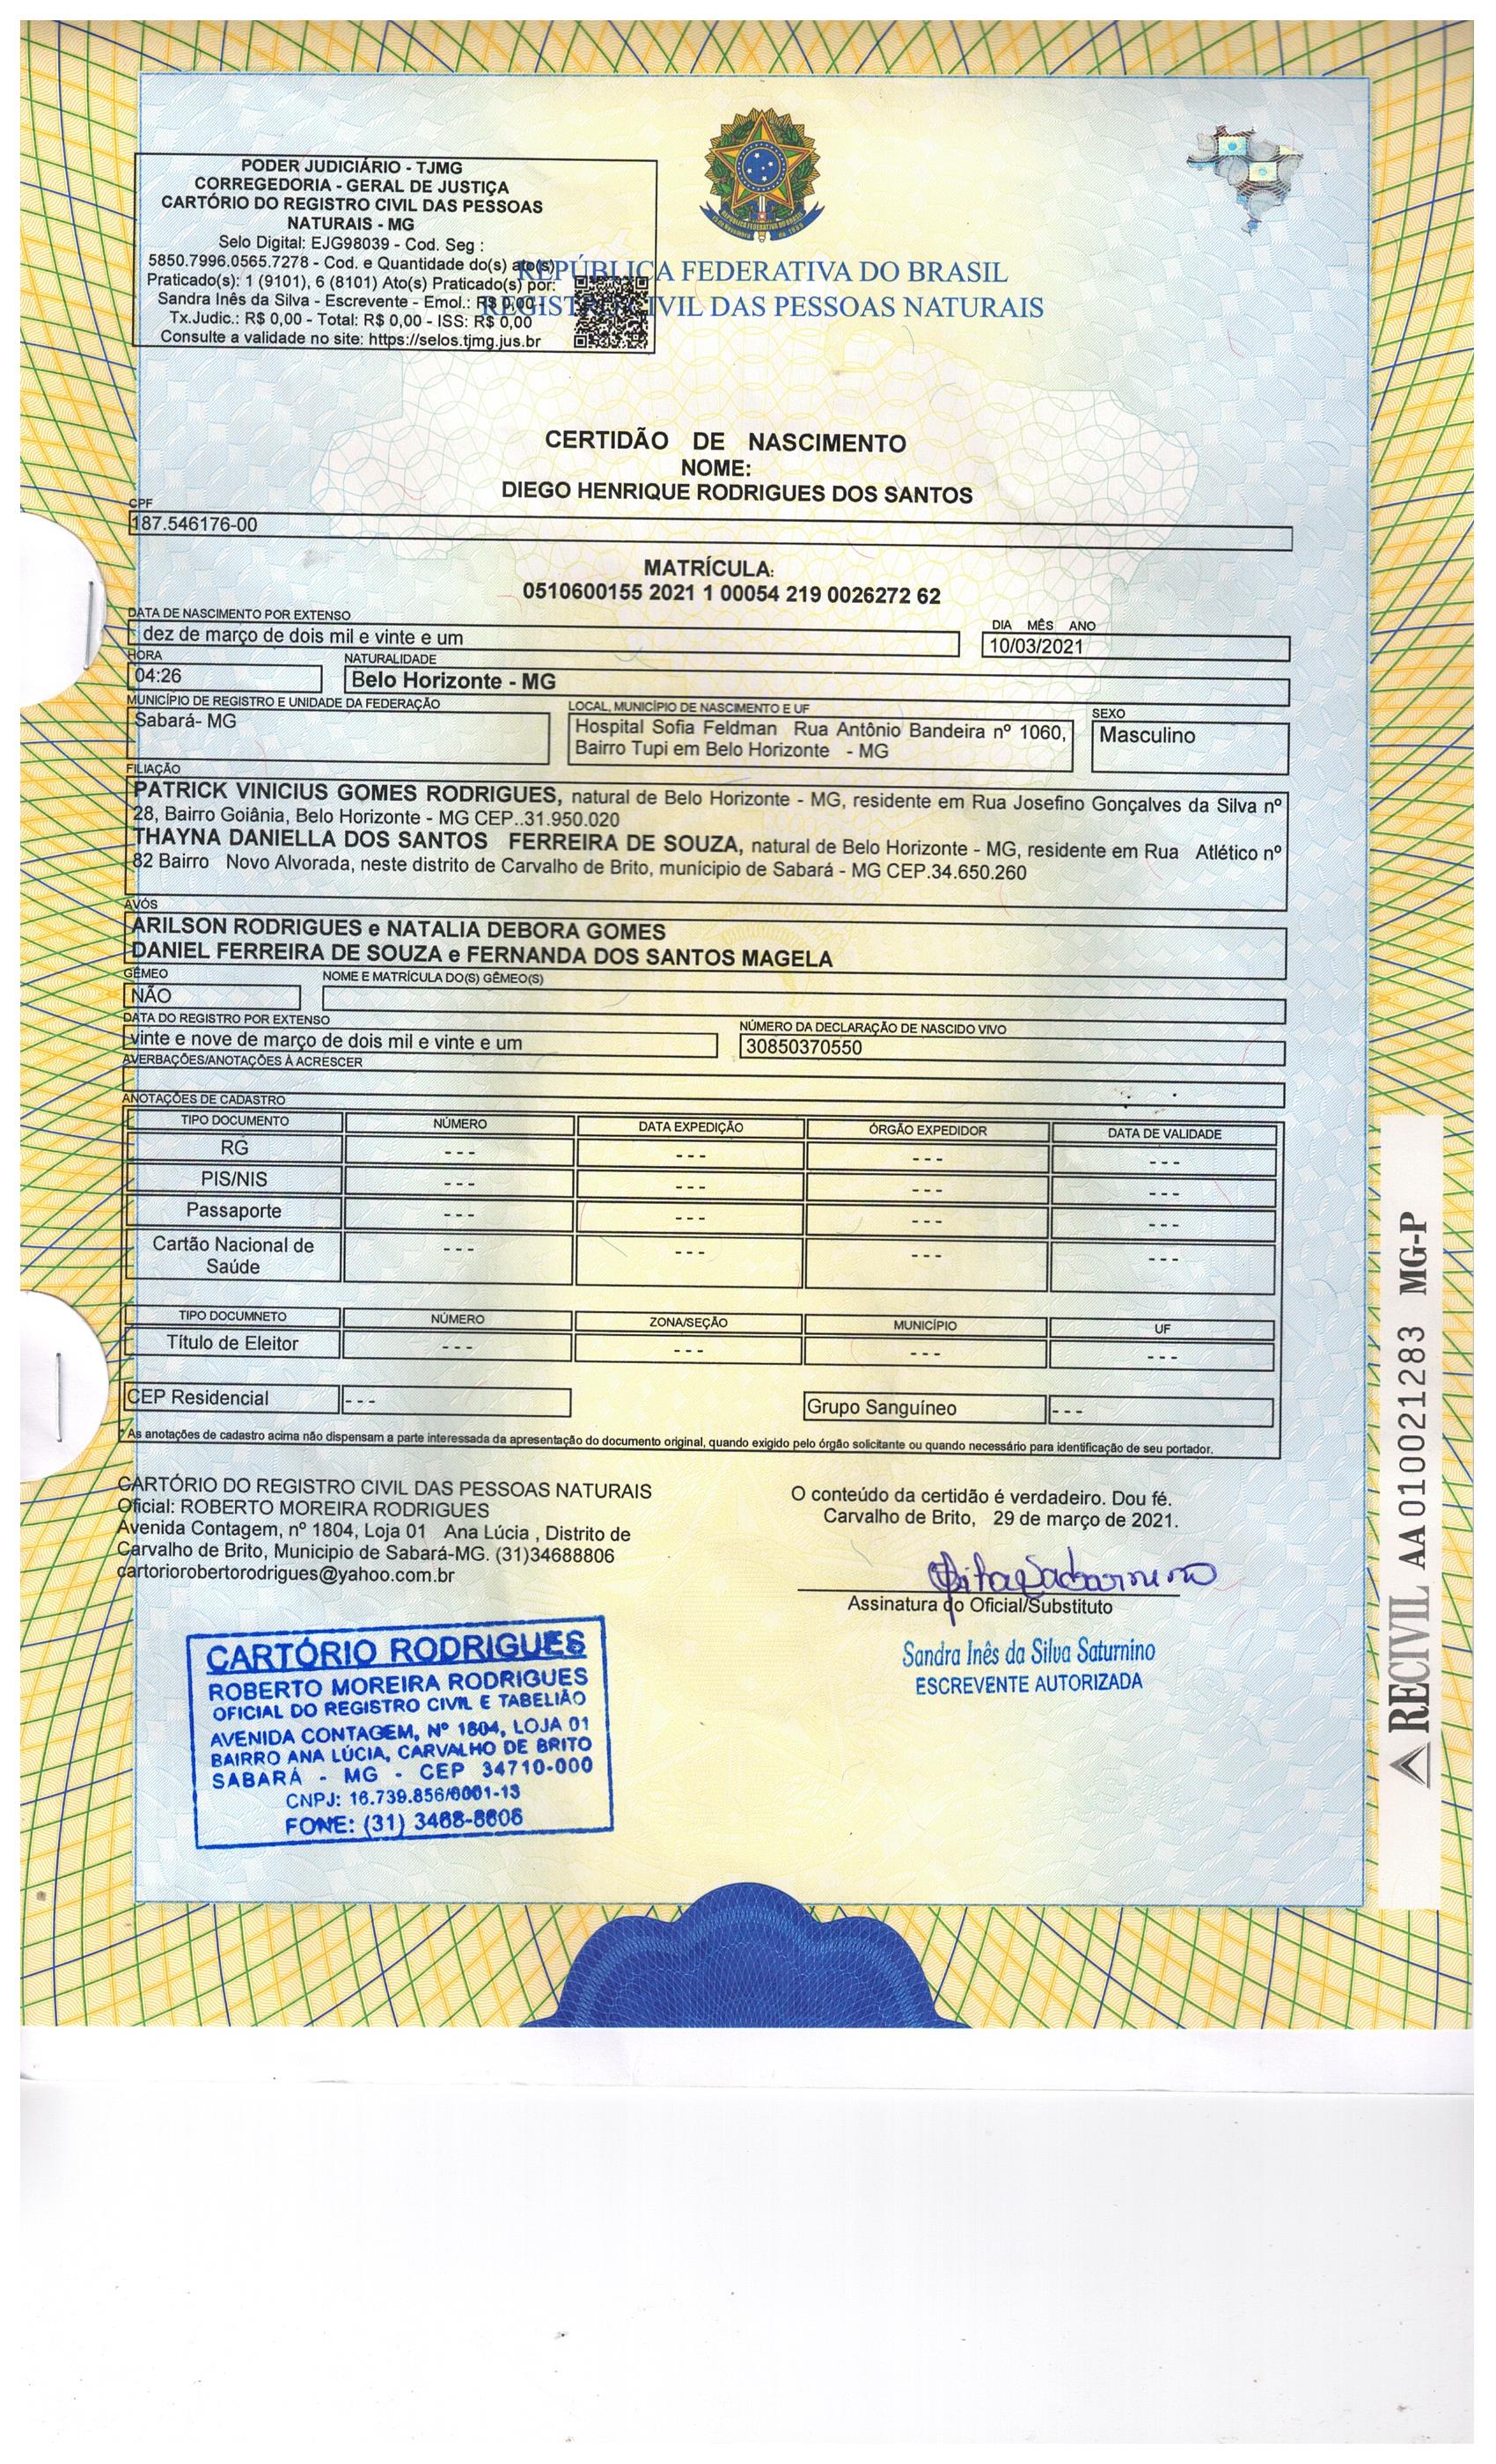 PODER JUDICIÁRIO - TJMG
CORREGEDORIA - GERAL DE JUSTIÇA
CARTÓRIO DO REGISTRO CIVIL DAS PESSOAS
NATURAIS - MG
Selo Digital: EJG98039 - Cod. Seg :
5850.7996.0565.7278 - Cod. e Quantidade do(s) ato(s)
Praticado(s): 1 (9101), 6 (8101) Ato(s) Praticado(s) por:
Sandra Inês da Silva - Escrevente - Emol.: R$ 0,00
Tx.Judic.: R$ 0,00 - Total: R$ 0,00 - ISS: R$ 0,00
Consulte a validade no site: https://selos.tjmg.jus.br
REPÚBLICA FEDERATIVA DO BRASIL
REGISTRO CIVIL DAS PESSOAS NATURAIS
CERTIDÃO DE NASCIMENTO
NOME:
DIEGO HENRIQUE RODRIGUES DOS SANTOS
CPF
187.546176-00
MATRÍCULA:
0510600155 2021 1 00054 219 0026272 62
DATA DE NASCIMENTO POR EXTENSO
DIA MÊS ANO
dez de março de dois mil e vinte e um
10/03/2021
HORA
NATURALIDADE
04:26
Belo Horizonte - MG
MUNICÍPIO DE REGISTRO E UNIDADE DA FEDERAÇÃO
LOCAL, MUNICÍPIO DE NASCIMENTO E UF
SEXO
Sabará- MG
Hospital Sofia Feldman Rua Antônio Bandeira nº 1060,
Bairro Tupi em Belo Horizonte - MG
Masculino
FILIAÇÃO
PATRICK VINICIUS GOMES RODRIGUES, natural de Belo Horizonte - MG, residente em Rua Josefino Gonçalves da Silva nº
28, Bairro Goiânia, Belo Horizonte - MG CEP..31.950.020
THAYNA DANIELLA DOS SANTOS FERREIRA DE SOUZA, natural de Belo Horizonte - MG, residente em Rua Atlético nº
82 Bairro Novo Alvorada, neste distrito de Carvalho de Brito, município de Sabará - MG CEP.34.650.260
AVÓS
ARILSON RODRIGUES e NATALIA DEBORA GOMES
DANIEL FERREIRA DE SOUZA e FERNANDA DOS SANTOS MAGELA
GÊMEO
NOME E MATRÍCULA DO(S) GÊMEO(S)
NÃO
DATA DO REGISTRO POR EXTENSO
NÚMERO DA DECLARAÇÃO DE NASCIDO VIVO
vinte e nove de março de dois mil e vinte e um
30850370550
AVERBAÇÕES/ANOTAÇÕES À ACRESCER
ANOTAÇÕES DE CADASTRO
TIPO DOCUMENTO NÚMERO DATA EXPEDIÇÃO ÓRGÃO EXPEDIDOR DATA DE VALIDADE
RG - - - - - - - - - - - -
PIS/NIS - - - - - - - - - - - -
Passaporte - - - - - - - - - - - -
Cartão Nacional de
Saúde - - - - - - - - - - - -
TIPO DOCUMNETO NÚMERO ZONA/SEÇÃO MUNICÍPIO UF
Título de Eleitor - - - - - - - - - - - -
CEP Residencial - - -
Grupo Sanguíneo - - -
* As anotações de cadastro acima não dispensam a parte interessada da apresentação do documento original, quando exigido pelo órgão solicitante ou quando necessário para identificação de seu portador.
CARTÓRIO DO REGISTRO CIVIL DAS PESSOAS NATURAIS
Oficial: ROBERTO MOREIRA RODRIGUES
Avenida Contagem, nº 1804, Loja 01 Ana Lúcia , Distrito de
Carvalho de Brito, Municipio de Sabará-MG. (31)34688806
cartoriorobertorodrigues@yahoo.com.br
O conteúdo da certidão é verdadeiro. Dou fé.
Carvalho de Brito, 29 de março de 2021.
Assinatura do Oficial/Substituto
Sandra Inês da Silva Saturnino
ESCREVENTE AUTORIZADA
CARTÓRIO RODRIGUES
ROBERTO MOREIRA RODRIGUES
OFICIAL DO REGISTRO CIVIL E TABELIÃO
AVENIDA CONTAGEM, Nº 1804, LOJA 01
BAIRRO ANA LÚCIA, CARVALHO DE BRITO
SABARÁ - MG - CEP 34710-000
CNPJ: 16.739.856/0001-13
FONE: (31) 3468-8806
RECIVIL AA 010021283 MG-P